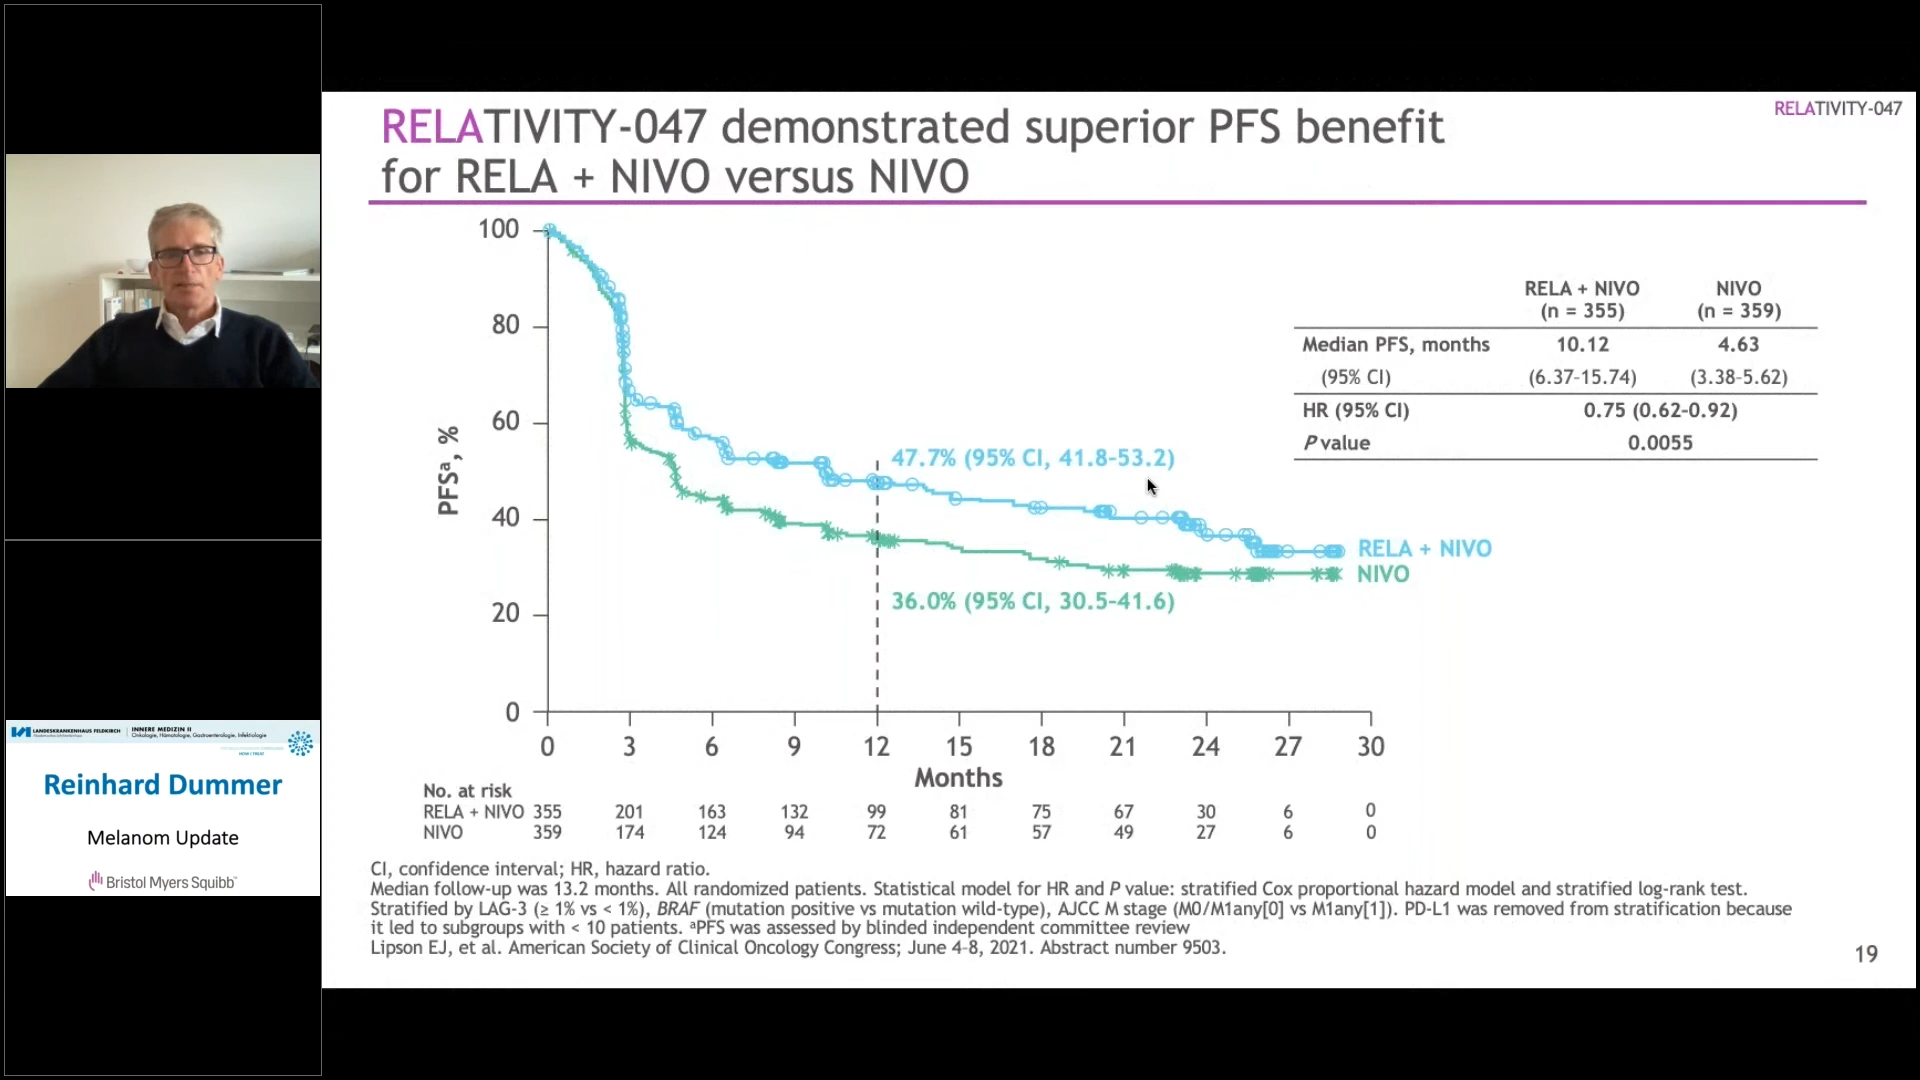 RELATIVITY-047
RELATIVITY-047 demonstrated superior PFS benefit
for RELA + NIVO versus NIVO
100
80
60
40
20
0
PFSᵃ, %
47.7% (95% CI, 41.8–53.2)
36.0% (95% CI, 30.5–41.6)
RELA + NIVO
NIVO
0 3 6 9 12 15 18 21 24 27 30
Months
RELA + NIVO NIVO
(n = 355) (n = 359)
Median PFS, months 10.12 4.63
(95% CI) (6.37–15.74) (3.38–5.62)
HR (95% CI) 0.75 (0.62–0.92)
P value 0.0055
No. at risk
RELA + NIVO 355 201 163 132 99 81 75 67 30 6 0
NIVO 359 174 124 94 72 61 57 49 27 6 0
CI, confidence interval; HR, hazard ratio.
Median follow-up was 13.2 months. All randomized patients. Statistical model for HR and P value: stratified Cox proportional hazard model and stratified log-rank test.
Stratified by LAG-3 (≥ 1% vs < 1%), BRAF (mutation positive vs mutation wild-type), AJCC M stage (M0/M1any[0] vs M1any[1]). PD-L1 was removed from stratification because
it led to subgroups with < 10 patients. ᵃPFS was assessed by blinded independent committee review
Lipson EJ, et al. American Society of Clinical Oncology Congress; June 4–8, 2021. Abstract number 9503.
19
LANDESKRANKENHAUS FELDKIRCH
INNERE MEDIZIN II
Onkologie, Hämatologie, Gastroenterologie, Infektiologie
HOW I TREAT
Reinhard Dummer
Melanom Update
Bristol Myers Squibb™